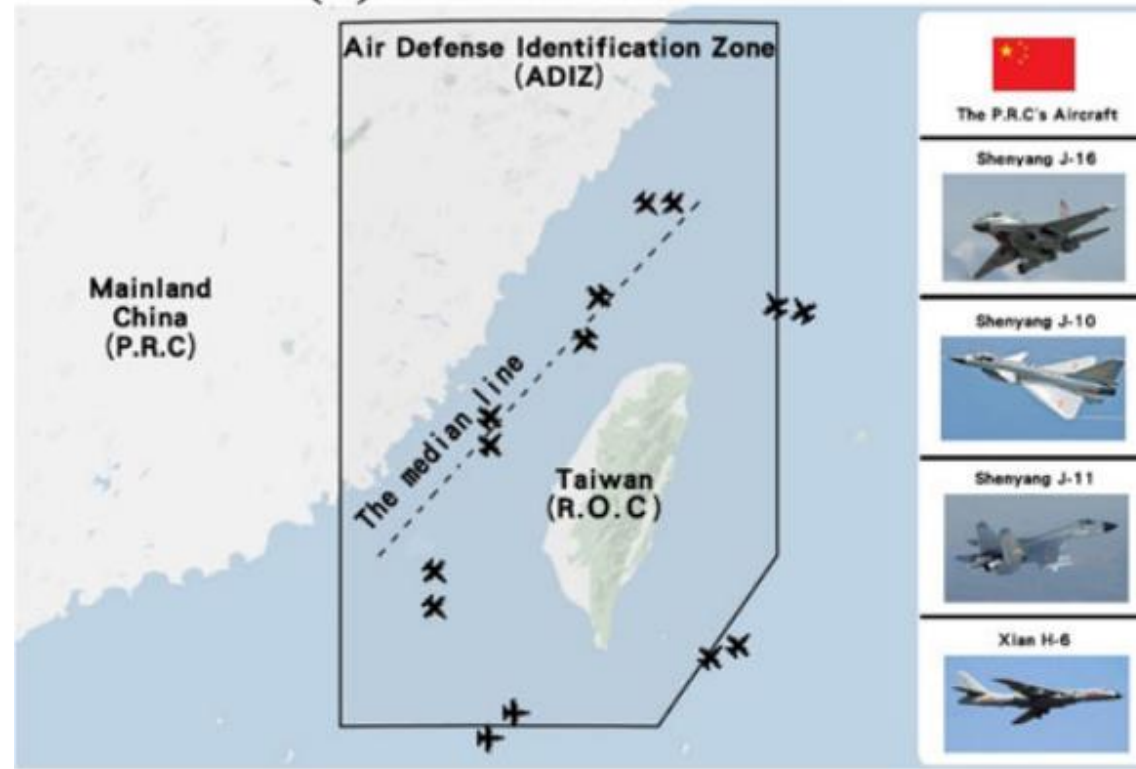 Air Defense Identification Zone
(ADIZ)
Mainland
China
(P.R.C)
The median line
Taiwan
(R.O.C)
The P.R.C's Aircraft
Shenyang J-16
Shenyang J-10
Shenyang J-11
Xian H-6